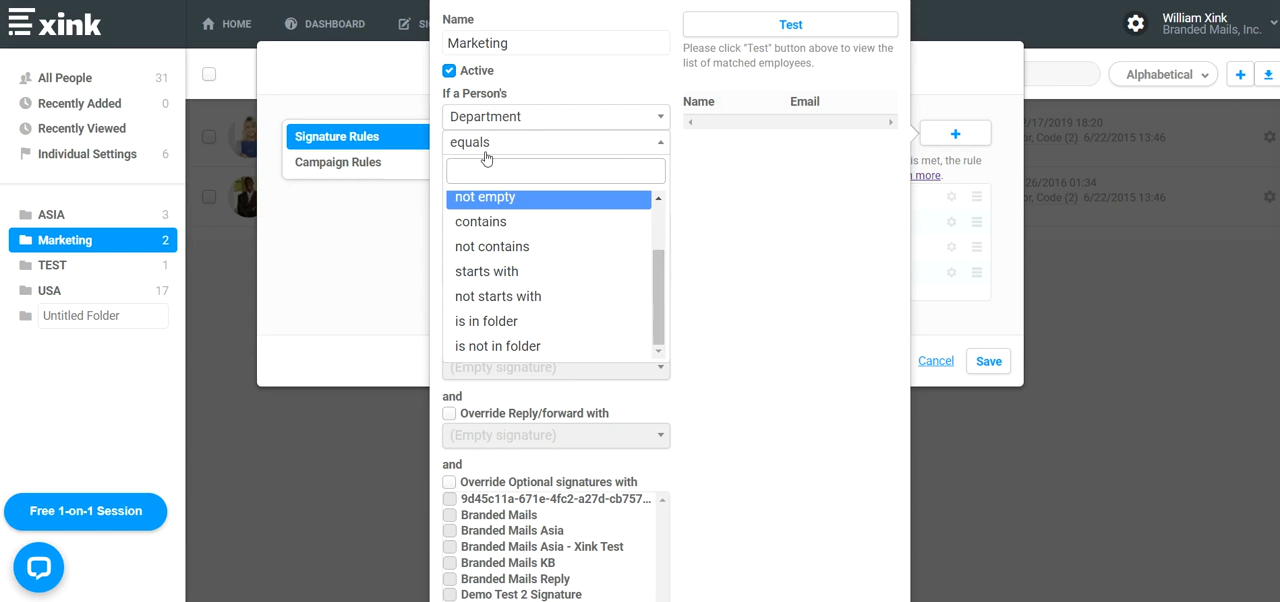 xink
HOME
DASHBOARD
All People 31
Recently Added 0
Recently Viewed
Individual Settings 6
ASIA 3
Marketing 2
TEST 1
USA 17
Untitled Folder
Free 1-on-1 Session
Signature Rules
Campaign Rules
Name
Marketing
Active
If a Person's
Department
equals
not empty
contains
not contains
starts with
not starts with
is in folder
is not in folder
(Empty signature)
and
Override Reply/forward with
(Empty signature)
and
Override Optional signatures with
9d45c11a-671e-4fc2-a27d-cb757...
Branded Mails
Branded Mails Asia
Branded Mails Asia - Xink Test
Branded Mails KB
Branded Mails Reply
Demo Test 2 Signature
Test
Please click "Test" button above to view the
list of matched employees.
Name Email
+
is met, the rule
more.
Cancel Save
William Xink
Branded Mails, Inc.
Alphabetical
+
/17/2019 18:20
or, Code (2) 6/22/2015 13:46
/26/2016 01:34
or, Code (2) 6/22/2015 13:46